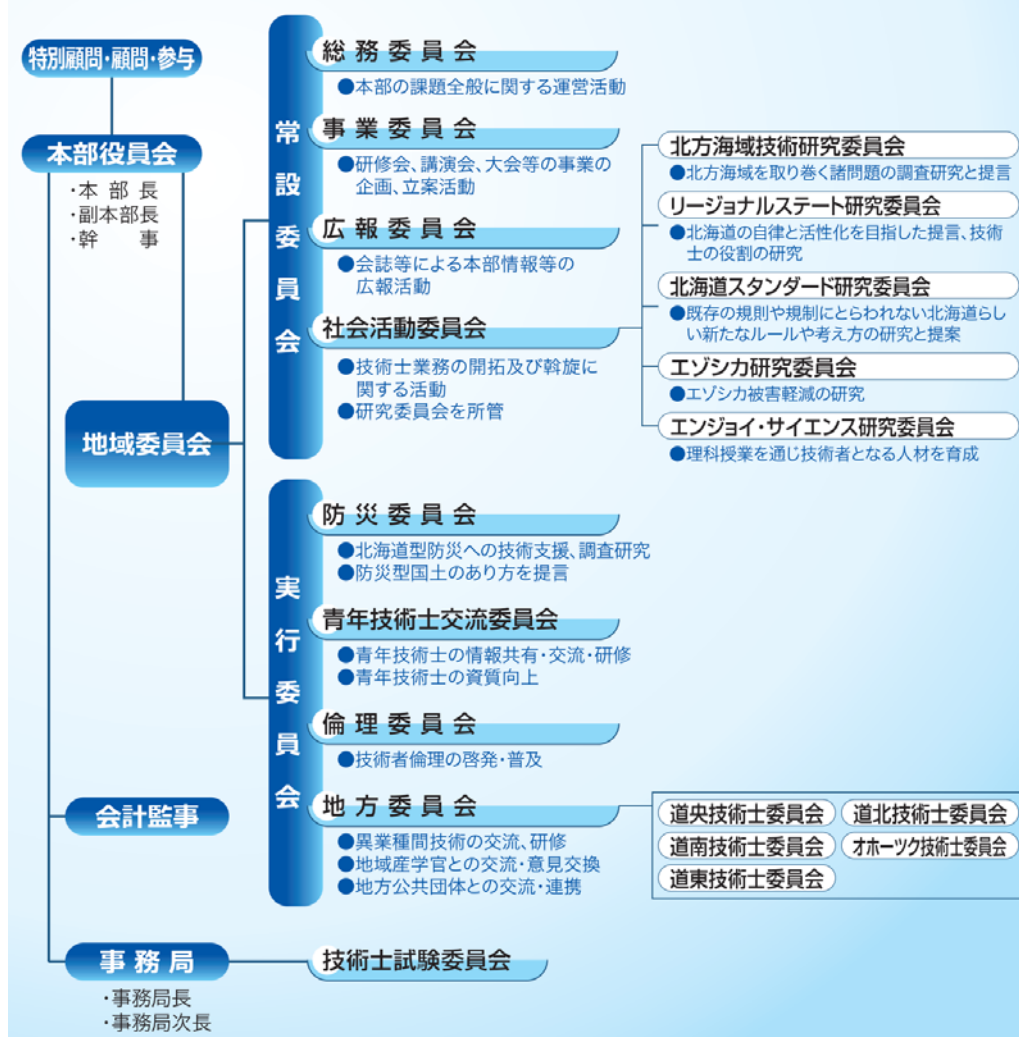 特別顧問・顧問・参与
本部役員会
・本部長
・副本部長
・幹事
地域委員会
会計監事
事務局
・事務局長
・事務局次長
常設委員会
総務委員会
●本部の課題全般に関する運営活動
事業委員会
●研修会、講演会、大会等の事業の
企画、立案活動
広報委員会
●会誌等による本部情報等の
広報活動
社会活動委員会
●技術士業務の開拓及び斡旋に
関する活動
●研究委員会を所管
北方海域技術研究委員会
●北方海域を取り巻く諸問題の調査研究と提言
リージョナルステート研究委員会
●北海道の自律と活性化を目指した提言、技術
士の役割の研究
北海道スタンダード研究委員会
●既存の規則や規制にとらわれない北海道らし
い新たなルールや考え方の研究と提案
エゾシカ研究委員会
●エゾシカ被害軽減の研究
エンジョイ・サイエンス研究委員会
●理科授業を通じ技術者となる人材を育成
実行委員会
防災委員会
●北海道型防災への技術支援、調査研究
●防災型国土のあり方を提言
青年技術士交流委員会
●青年技術士の情報共有・交流・研修
●青年技術士の資質向上
倫理委員会
●技術者倫理の啓発・普及
地方委員会
●異業種間技術の交流、研修
●地域産学官との交流・意見交換
●地方公共団体との交流・連携
道央技術士委員会
道北技術士委員会
道南技術士委員会
オホーツク技術士委員会
道東技術士委員会
技術士試験委員会